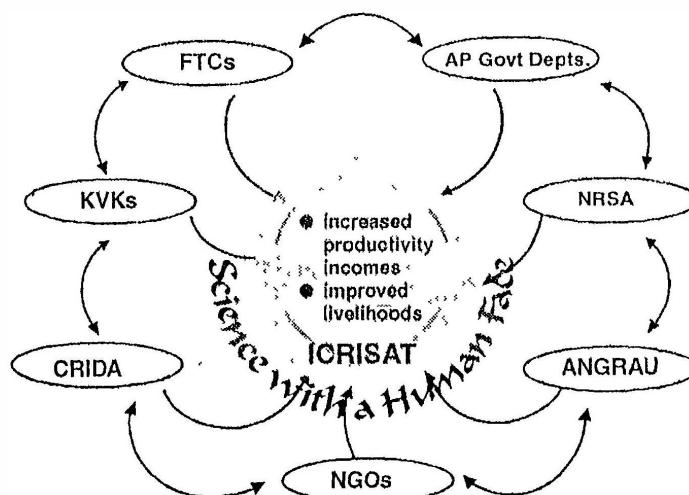 FTCs
AP Govt Depts.
KVKs
NRSA
Increased
productivity
incomes
Improved
livelihoods
ICRISAT
Science with a Human Face
CRIDA
ANGRAU
NGOs